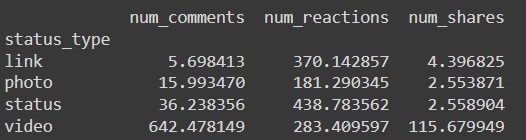 num_comments num_reactions num_shares
status_type
link 5.698413 370.142857 4.396825
photo 15.993470 181.290345 2.553871
status 36.238356 438.783562 2.558904
video 642.478149 283.409597 115.679949